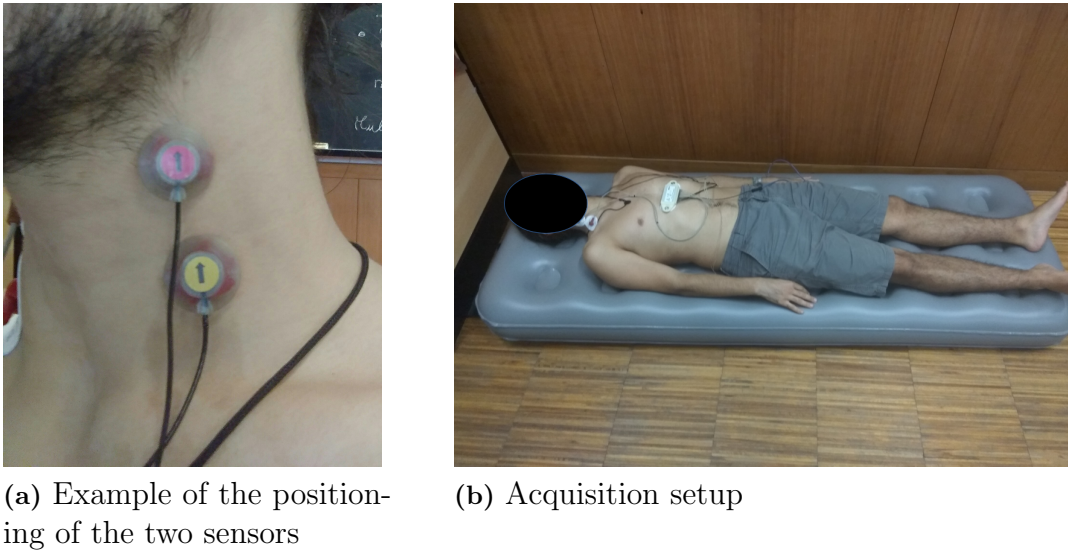 (a) Example of the position-
ing of the two sensors
(b) Acquisition setup